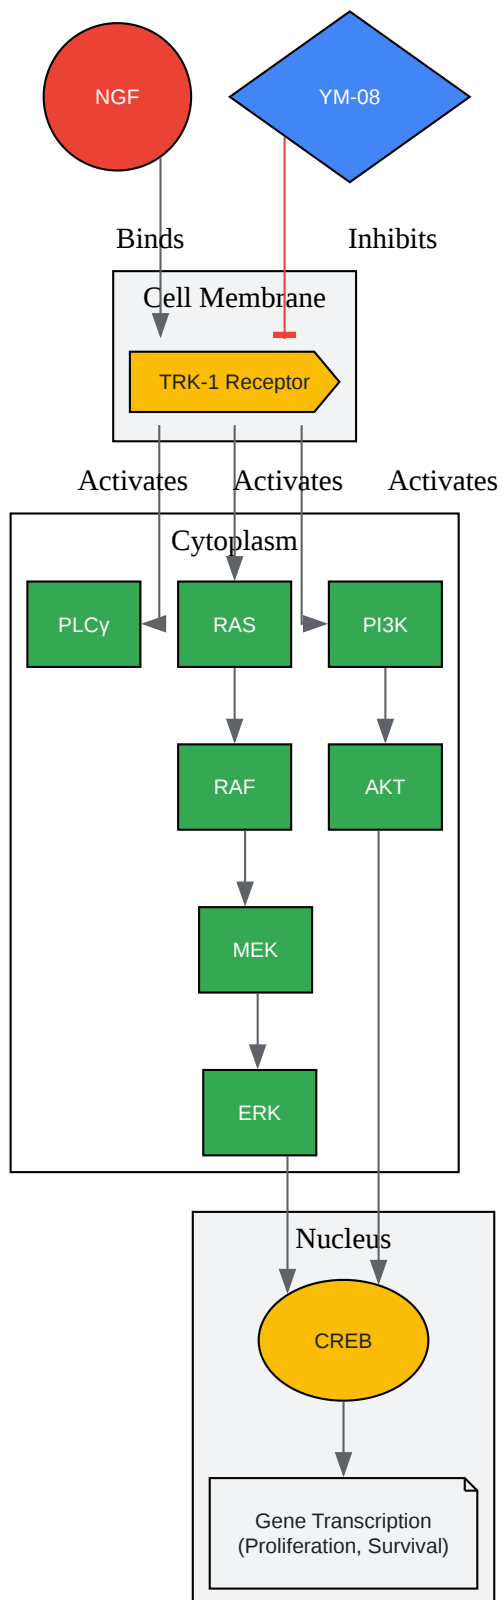 NGF
YM-08
Binds
Inhibits
Cell Membrane
TRK-1 Receptor
Activates
Activates
Activates
Cytoplasm
PLCγ
RAS
PI3K
RAF
AKT
MEK
ERK
Nucleus
CREB
Gene Transcription
(Proliferation, Survival)